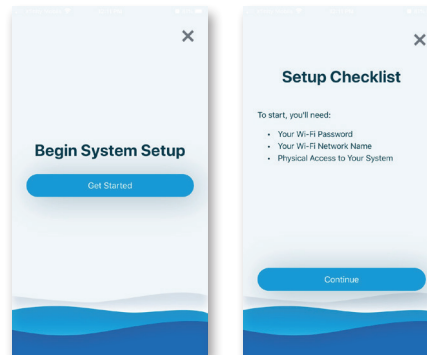 Begin System Setup
Get Started
Setup Checklist
To start, you'll need:
• Your Wi-Fi Password
• Your Wi-Fi Network Name
• Physical Access to Your System
Continue